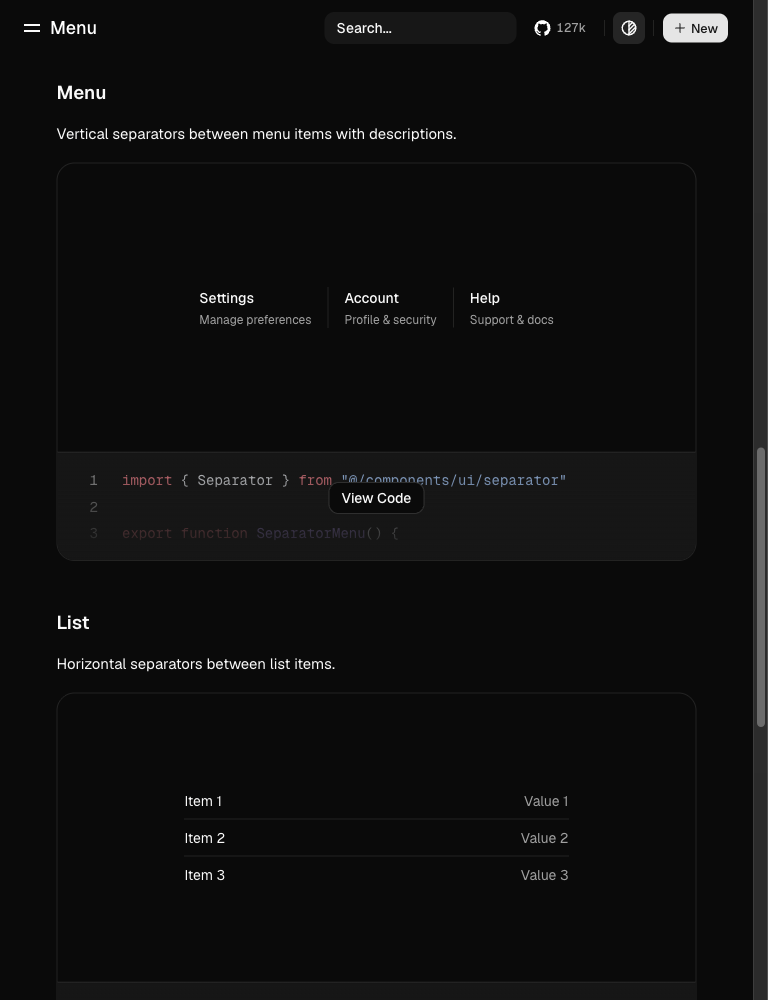 Menu
Search...
127k
New
Menu
Vertical separators between menu items with descriptions.
Settings
Account
Help
Manage preferences
Profile & security
Support & docs
1 import { Separator } from "@/components/ui/separator"
View Code
2
3 export function SeparatorMenu() {
List
Horizontal separators between list items.
Item 1 Value 1
Item 2 Value 2
Item 3 Value 3